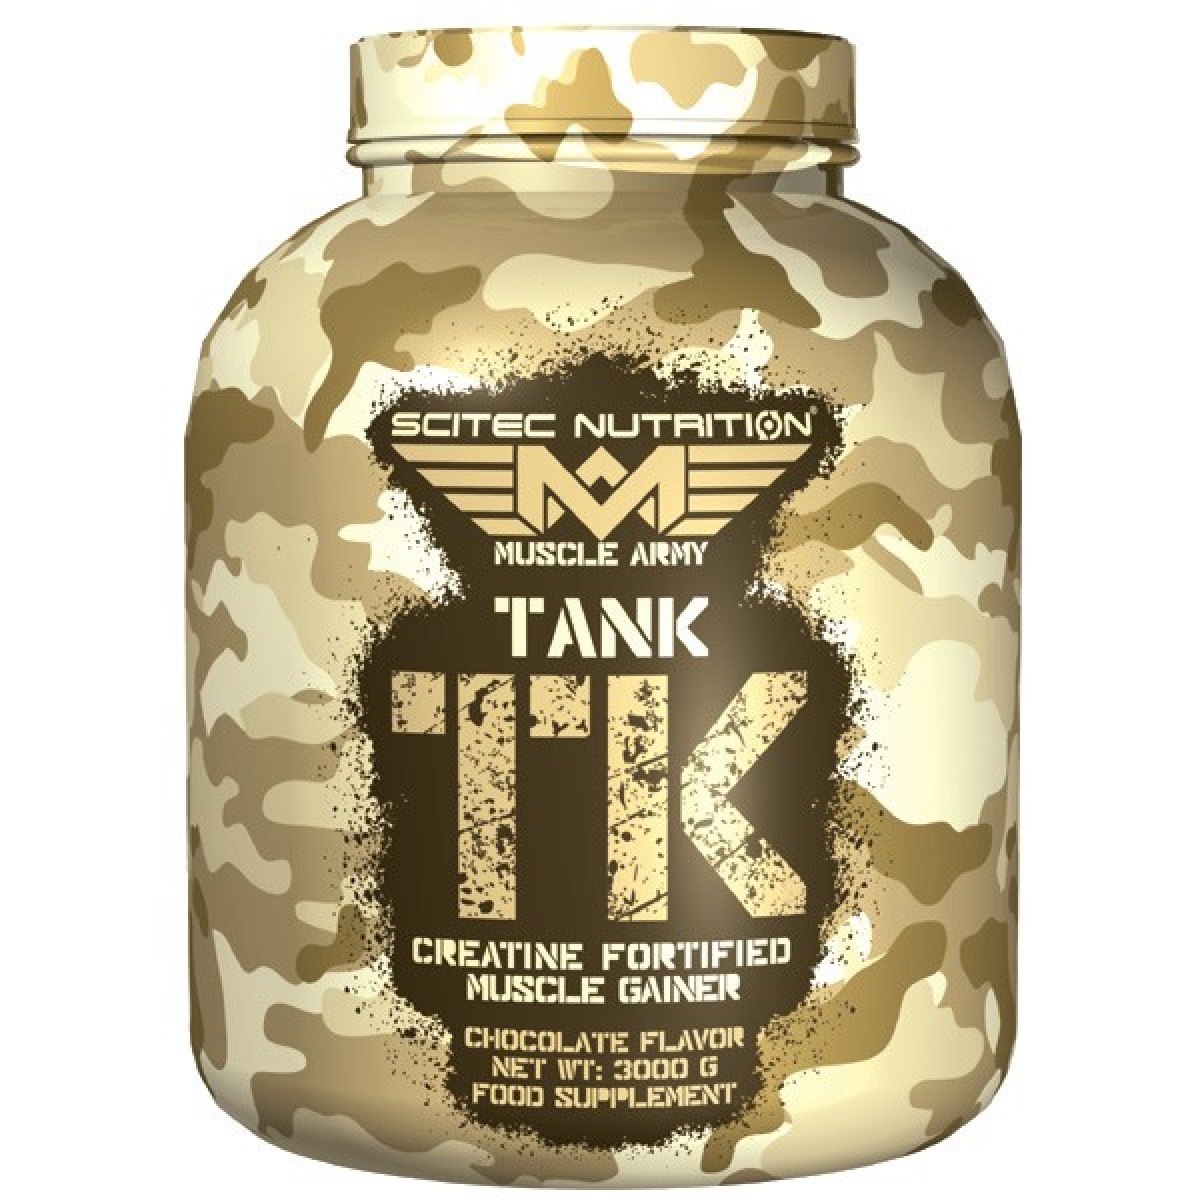 SCITEC NUTRITION®
MUSCLE ARMY
TANK
TK
CREATINE FORTIFIED
MUSCLE GAINER
CHOCOLATE FLAVOR
NET WT: 3000 G
FOOD SUPPLEMENT